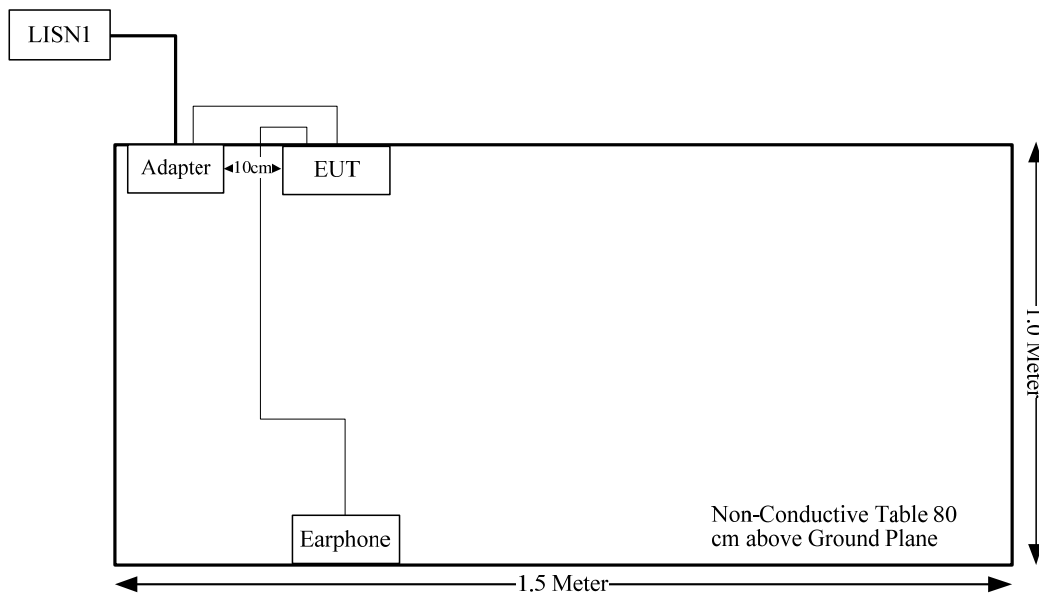 LISN1
Adapter
10cm
EUT
1.0 Meter
Earphone
Non-Conductive Table 80
cm above Ground Plane
1.5 Meter